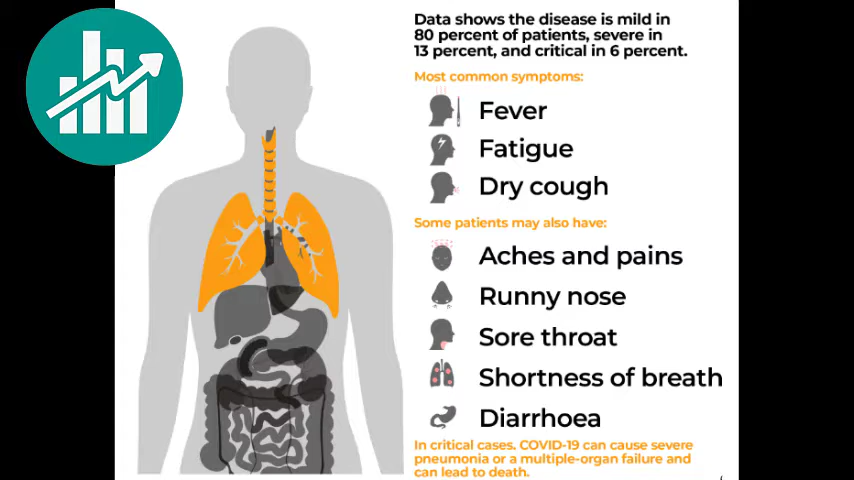 Data shows the disease is mild in
80 percent of patients, severe in
13 percent, and critical in 6 percent.
Most common symptoms:
Fever
Fatigue
Dry cough
Some patients may also have:
Aches and pains
Runny nose
Sore throat
Shortness of breath
Diarrhoea
In critical cases. COVID-19 can cause severe
pneumonia or a multiple-organ failure and
can lead to death.